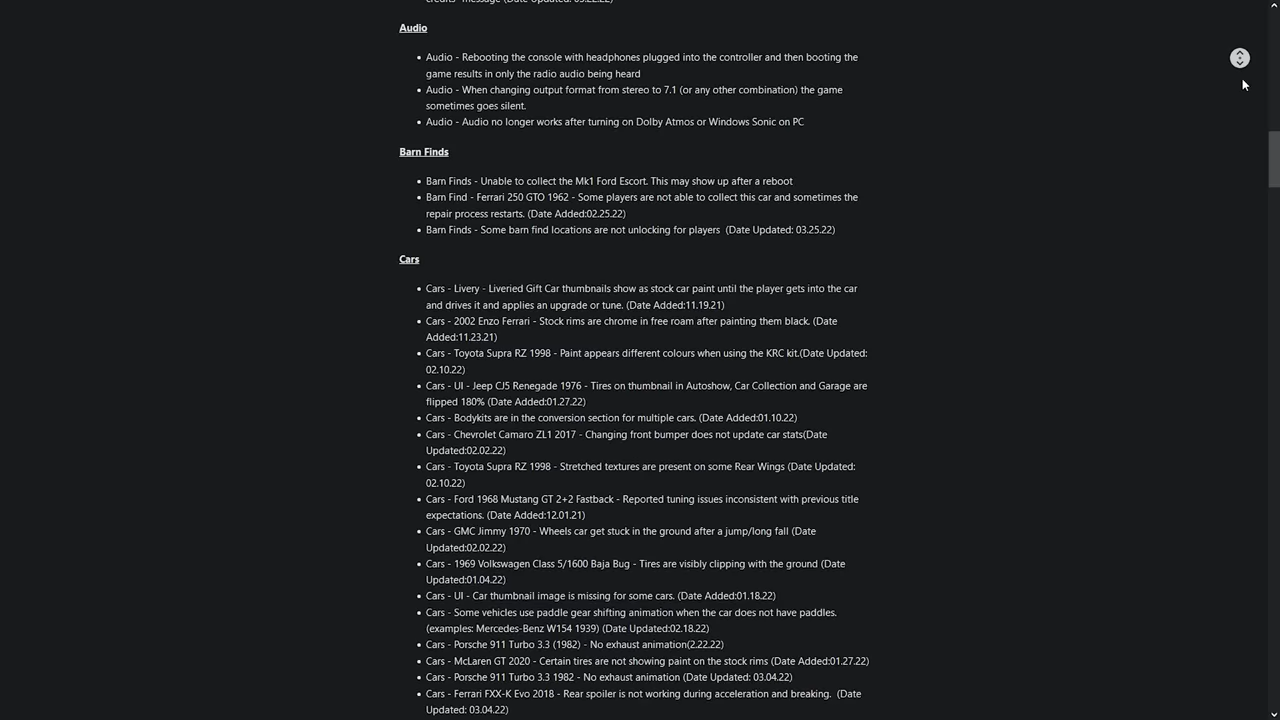 credits" message (Date Updated: 03.22.22)
Audio
• Audio - Rebooting the console with headphones plugged into the controller and then booting the
game results in only the radio audio being heard
• Audio - When changing output format from stereo to 7.1 (or any other combination) the game
sometimes goes silent.
• Audio - Audio no longer works after turning on Dolby Atmos or Windows Sonic on PC
Barn Finds
• Barn Finds - Unable to collect the Mk1 Ford Escort. This may show up after a reboot
• Barn Find - Ferrari 250 GTO 1962 - Some players are not able to collect this car and sometimes the
repair process restarts. (Date Added:02.25.22)
• Barn Finds - Some barn find locations are not unlocking for players (Date Updated: 03.25.22)
Cars
• Cars - Livery - Liveried Gift Car thumbnails show as stock car paint until the player gets into the car
and drives it and applies an upgrade or tune. (Date Added:11.19.21)
• Cars - 2002 Enzo Ferrari - Stock rims are chrome in free roam after painting them black. (Date
Added:11.23.21)
• Cars - Toyota Supra RZ 1998 - Paint appears different colours when using the KRC kit.(Date Updated:
02.10.22)
• Cars - UI - Jeep CJ5 Renegade 1976 - Tires on thumbnail in Autoshow, Car Collection and Garage are
flipped 180% (Date Added:01.27.22)
• Cars - Bodykits are in the conversion section for multiple cars. (Date Added:01.10.22)
• Cars - Chevrolet Camaro ZL1 2017 - Changing front bumper does not update car stats(Date
Updated:02.02.22)
• Cars - Toyota Supra RZ 1998 - Stretched textures are present on some Rear Wings (Date Updated:
02.10.22)
• Cars - Ford 1968 Mustang GT 2+2 Fastback - Reported tuning issues inconsistent with previous title
expectations. (Date Added:12.01.21)
• Cars - GMC Jimmy 1970 - Wheels car get stuck in the ground after a jump/long fall (Date
Updated:02.02.22)
• Cars - 1969 Volkswagen Class 5/1600 Baja Bug - Tires are visibly clipping with the ground (Date
Updated:01.04.22)
• Cars - UI - Car thumbnail image is missing for some cars. (Date Added:01.18.22)
• Cars - Some vehicles use paddle gear shifting animation when the car does not have paddles.
(examples: Mercedes-Benz W154 1939) (Date Updated:02.18.22)
• Cars - Porsche 911 Turbo 3.3 (1982) - No exhaust animation(2.22.22)
• Cars - McLaren GT 2020 - Certain tires are not showing paint on the stock rims (Date Added:01.27.22)
• Cars - Porsche 911 Turbo 3.3 1982 - No exhaust animation (Date Updated: 03.04.22)
• Cars - Ferrari FXX-K Evo 2018 - Rear spoiler is not working during acceleration and breaking. (Date
Updated: 03.04.22)